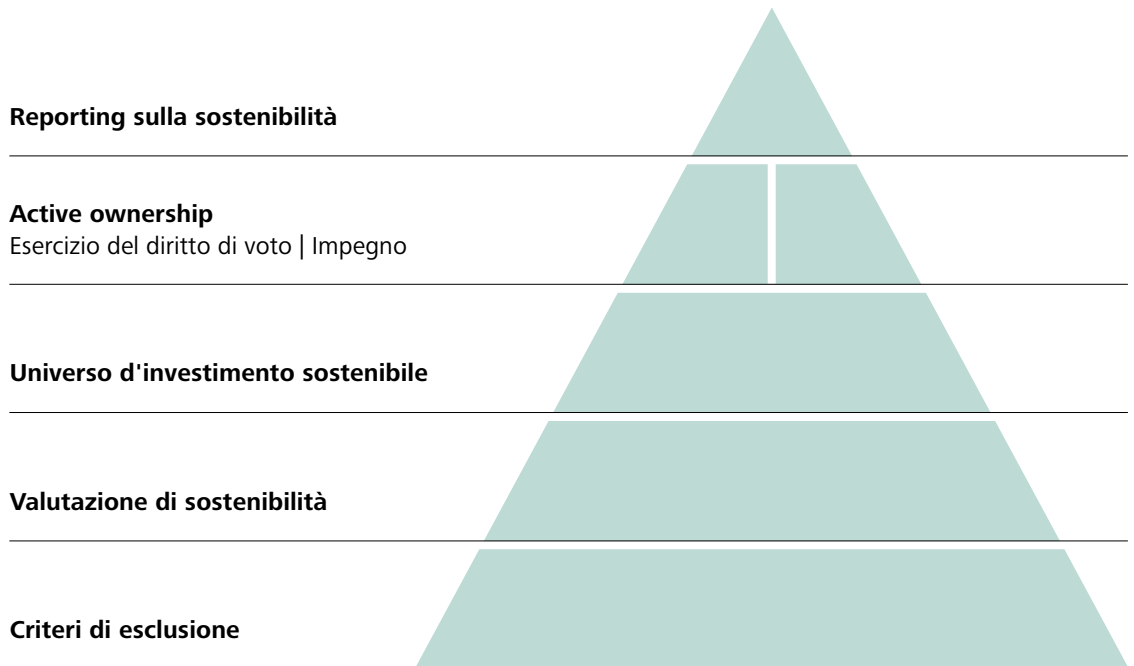 Reporting sulla sostenibilità
Active ownership
Esercizio del diritto di voto | Impegno
Universo d'investimento sostenibile
Valutazione di sostenibilità
Criteri di esclusione